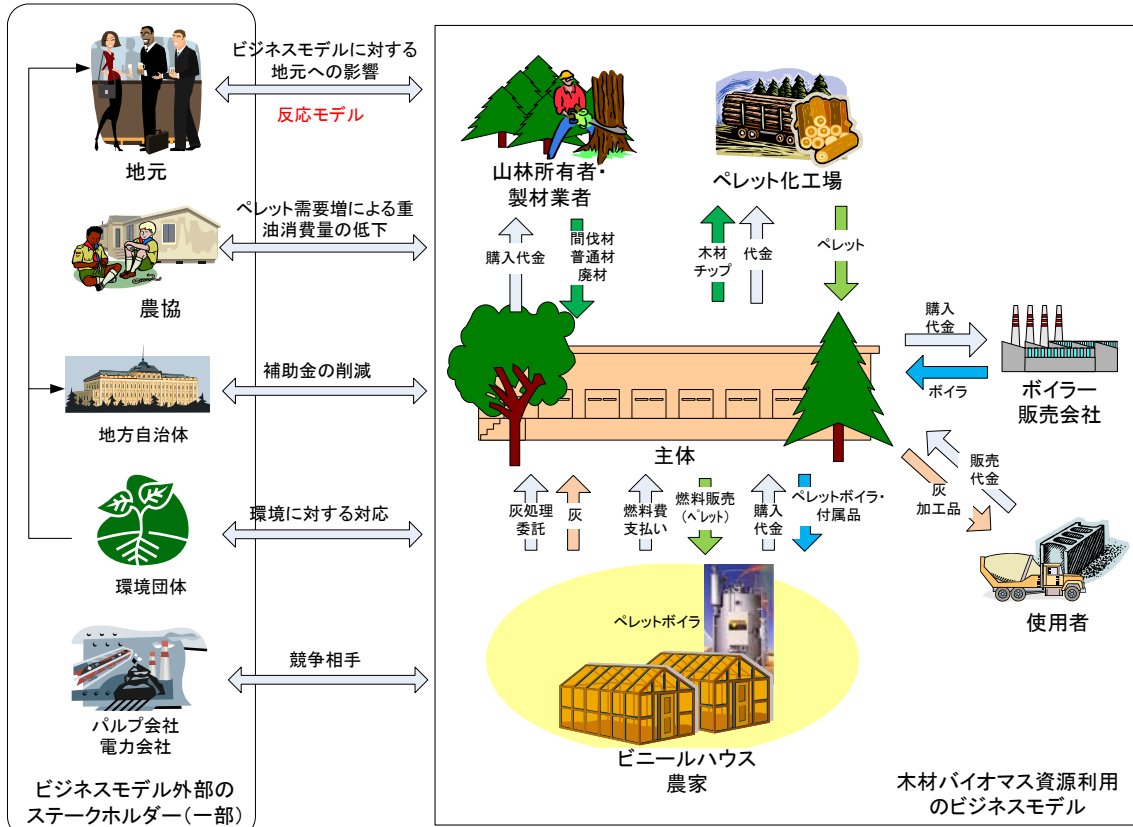 ビジネスモデルに対する
地元への影響
反応モデル
地元
ペレット需要増による重
油消費量の低下
農協
補助金の削減
地方自治体
環境に対する対応
環境団体
競争相手
パルプ会社
電力会社
ビジネスモデル外部の
ステークホルダー(一部)
山林所有者・
製材業者
ペレット化工場
購入代金
間伐材
普通材
廃材
木材
チップ
代金
ペレット
購入
代金
ボイラ
ボイラー
販売会社
主体
販売
代金
灰
加工品
使用者
灰処理
委託
灰
燃料費
支払い
燃料販売
(ペレット)
購入
代金
ペレットボイラ・
付属品
ペレットボイラ
ビニールハウス
農家
木材バイオマス資源利用
のビジネスモデル